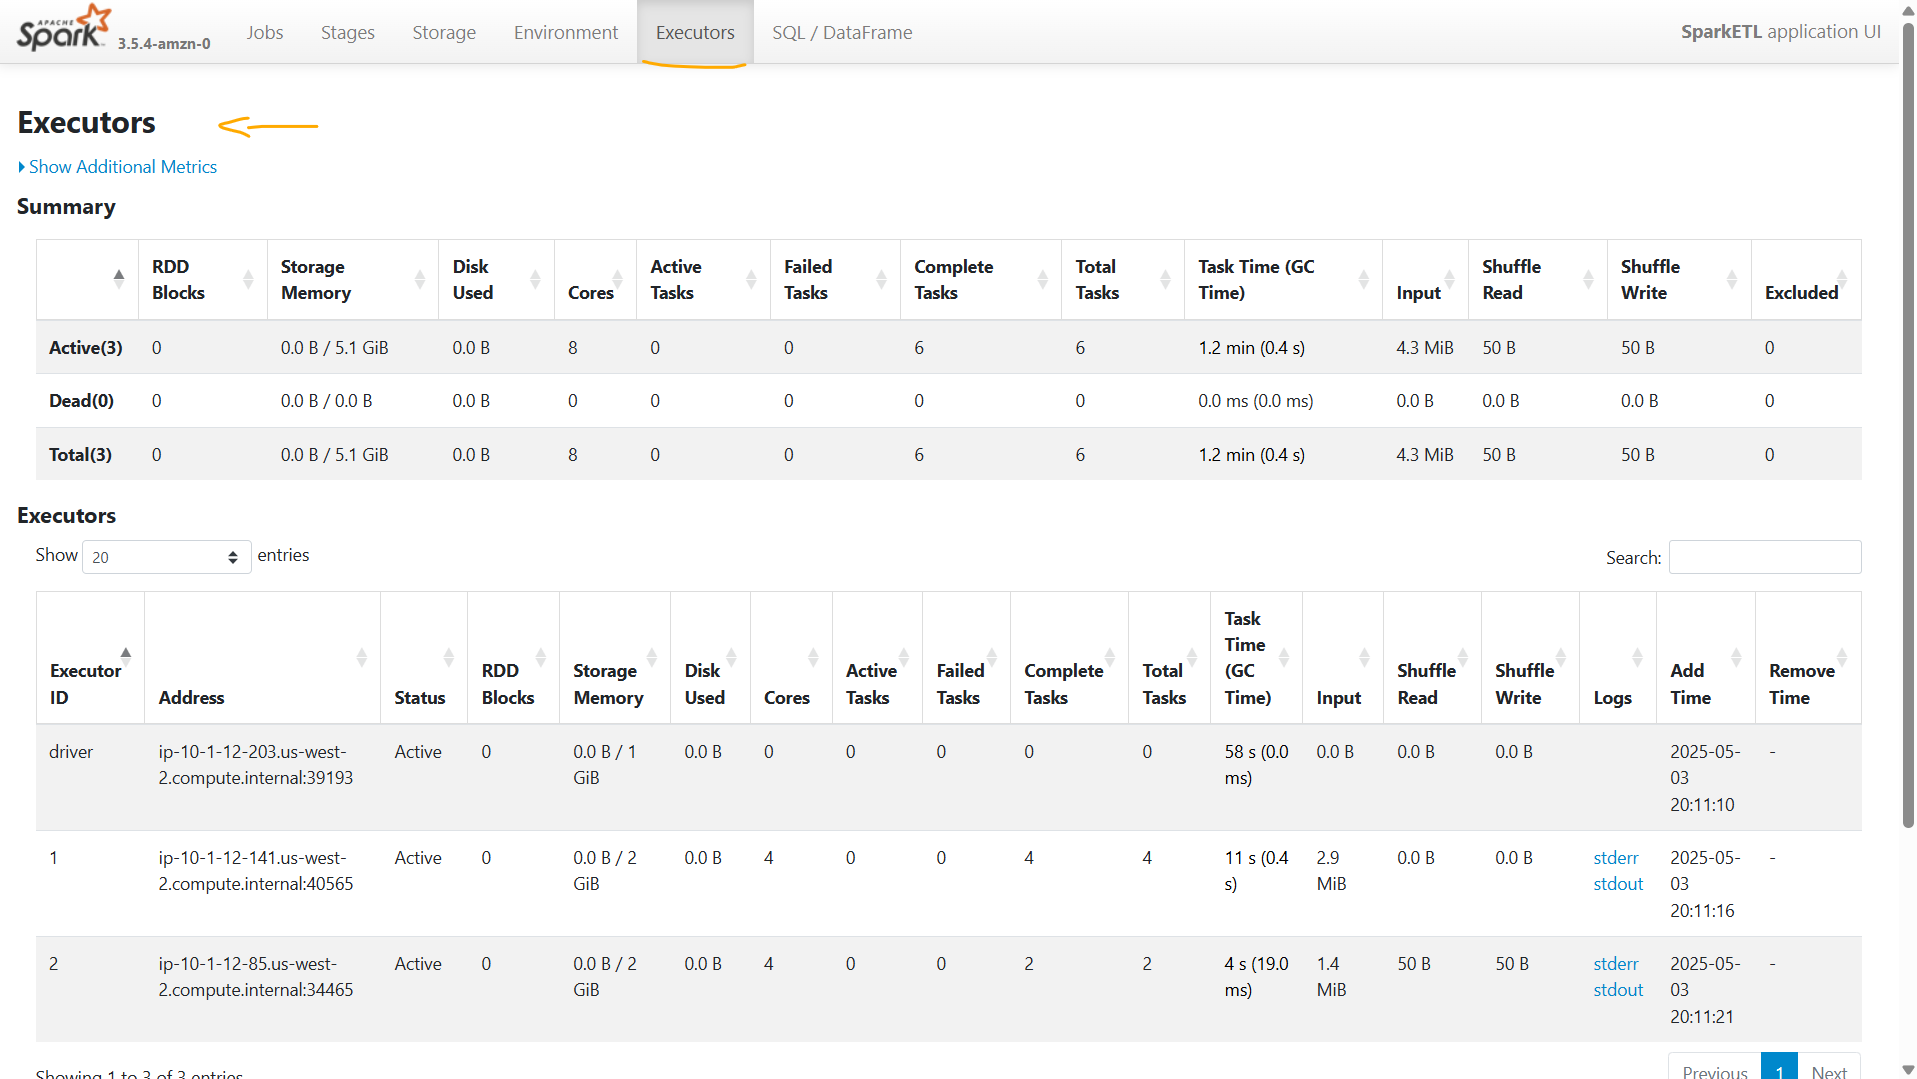 APACHE
Spark 3.5.4-amzn-0 Jobs Stages Storage Environment Executors SQL / DataFrame SparkETL application UI
Executors
Show Additional Metrics
Summary
RDD Blocks Storage Memory Disk Used Cores Active Tasks Failed Tasks Complete Tasks Total Tasks Task Time (GC Time) Input Shuffle Read Shuffle Write Excluded
Active(3) 0 0.0 B / 5.1 GiB 0.0 B 8 0 0 6 6 1.2 min (0.4 s) 4.3 MiB 50 B 50 B 0
Dead(0) 0 0.0 B / 0.0 B 0.0 B 0 0 0 0 0 0.0 ms (0.0 ms) 0.0 B 0.0 B 0.0 B 0
Total(3) 0 0.0 B / 5.1 GiB 0.0 B 8 0 0 6 6 1.2 min (0.4 s) 4.3 MiB 50 B 50 B 0
Executors
Show 20 entries Search:
Executor ID Address Status RDD Blocks Storage Memory Disk Used Cores Active Tasks Failed Tasks Complete Tasks Total Tasks Task Time (GC Time) Input Shuffle Read Shuffle Write Logs Add Time Remove Time
driver ip-10-1-12-203.us-west-2.compute.internal:39193 Active 0 0.0 B / 1 GiB 0.0 B 0 0 0 0 0 58 s (0.0 ms) 0.0 B 0.0 B 0.0 B 2025-05-03 20:11:10 -
1 ip-10-1-12-141.us-west-2.compute.internal:40565 Active 0 0.0 B / 2 GiB 0.0 B 4 0 0 4 4 11 s (0.4 s) 2.9 MiB 0.0 B 0.0 B stderr stdout 2025-05-03 20:11:16 -
2 ip-10-1-12-85.us-west-2.compute.internal:34465 Active 0 0.0 B / 2 GiB 0.0 B 4 0 0 2 2 4 s (19.0 ms) 1.4 MiB 50 B 50 B stderr stdout 2025-05-03 20:11:21 -
Showing 1 to 3 of 3 entries Previous 1 Next